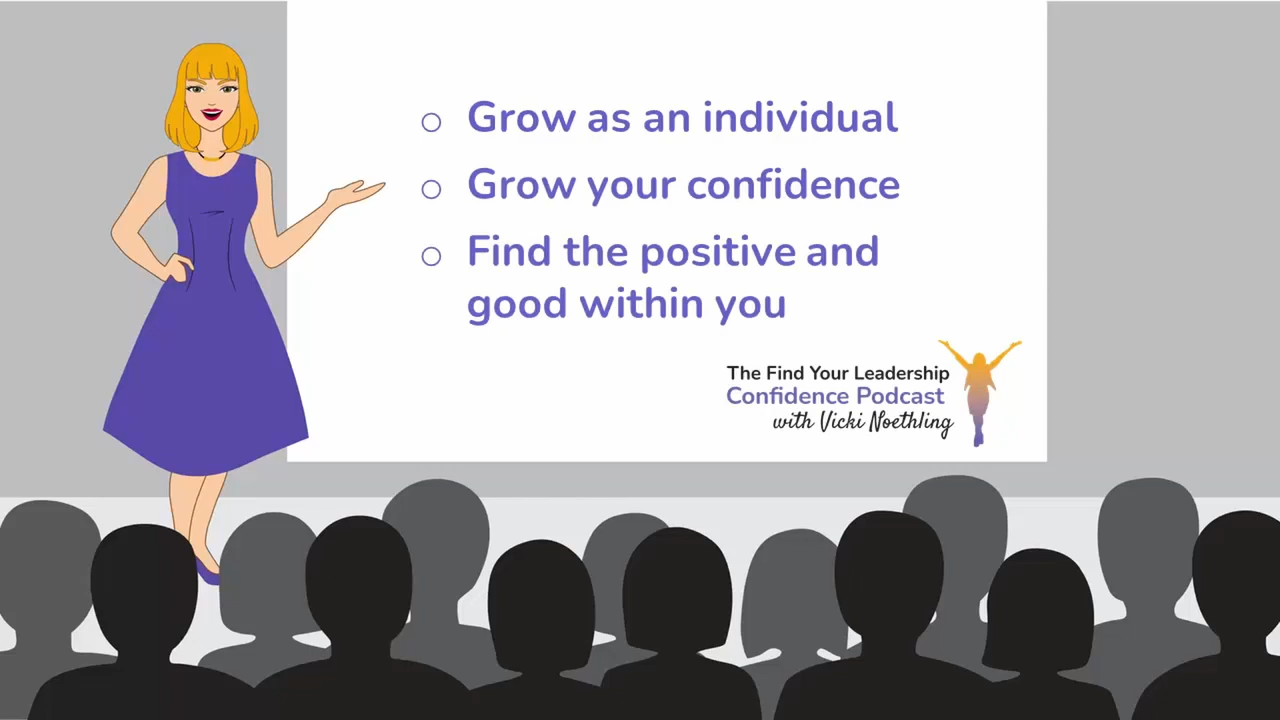 Grow as an individual
Grow your confidence
Find the positive and
good within you
The Find Your Leadership
Confidence Podcast
with Vicki Noethling